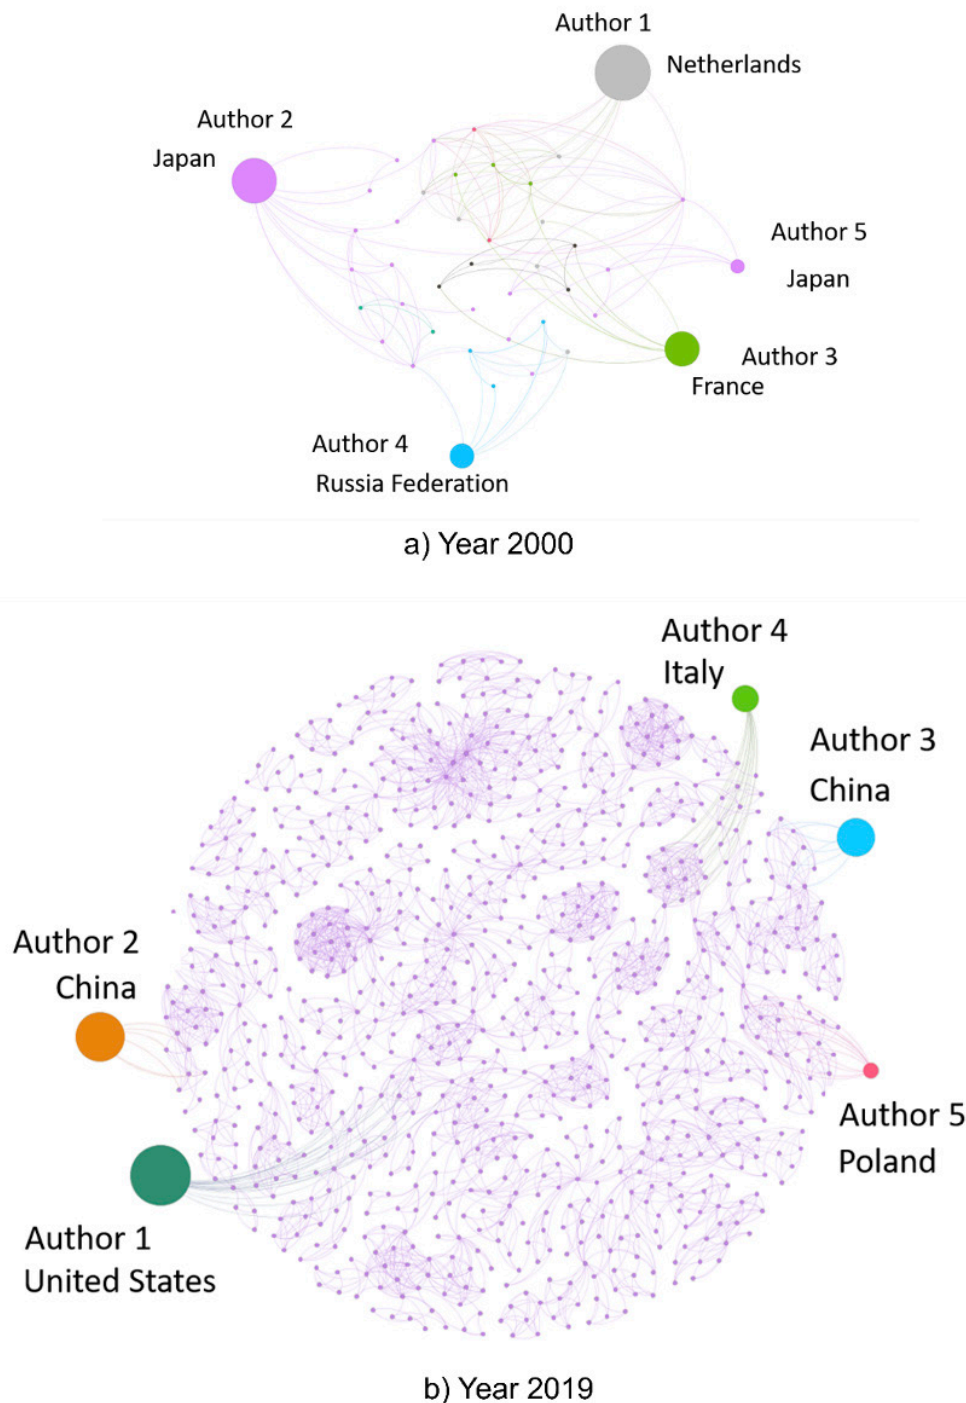 Author 1
Netherlands
Author 2
Japan
Author 5
Japan
Author 3
France
Author 4
Russia Federation
a) Year 2000
Author 4
Italy
Author 3
China
Author 2
China
Author 5
Poland
Author 1
United States
b) Year 2019